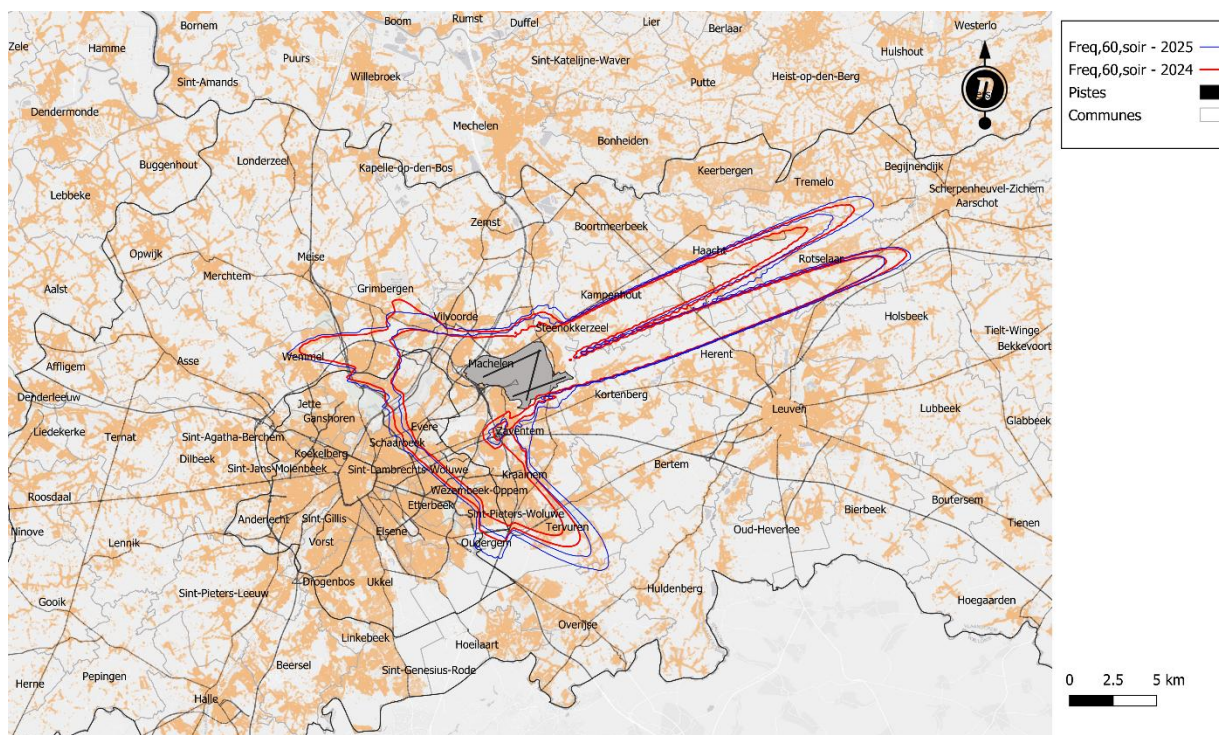 Bornem
Boom
Rumst
Duffel
Lier
Berlaar
Westerlo
Zele
Hamme
Puurs
Hulshout
Sint-Amands
Willebroek
Sint-Katelijne-Waver
Putte
Heist-op-den-Berg
Dendermonde
Mechelen
Bonheiden
Buggenhout
Londerzeel
Kapelle-op-den-Bos
Keerbergen
Begijnendijk
Tremelo
Lebbeke
Scherpenheuvel-Zichem
Aarschot
Zemst
Boortmeerbeek
Opwijk
Meise
Haacht
Rotselaar
Merchtem
Aalst
Grimbergen
Kampenhout
Vilvoorde
Holsbeek
Steenokkerzeel
Tielt-Winge
Bekkevoort
Wemmel
Herent
Affligem
Asse
Machelen
Denderleeuw
Kortenberg
Jette
Ganshoren
Leuven
Lubbeek
Glabbeek
Liedekerke
Ternat
Sint-Agatha-Berchem
Evere
Schaarbeek
Zaventem
Dilbeek
Koekelberg
Sint-Jans-Molenbeek
Sint-Lambrechts-Woluwe
Kraainem
Bertem
Roosdaal
Wezembeek-Oppem
Etterbeek
Boutersem
Anderlecht
Sint-Gillis
Sint-Pieters-Woluwe
Tervuren
Bierbeek
Tienen
Ninove
Lennik
Vorst
Elsene
Oudergem
Oud-Heverlee
Drogenbos
Ukkel
Sint-Pieters-Leeuw
Huldenberg
Gooik
Hoegaarden
Linkebeek
Overijse
Hoeilaart
Beersel
Sint-Genesius-Rode
Pepingen
Herne
Halle
Freq,60,soir - 2025
Freq,60,soir - 2024
Pistes
Communes
0 2.5 5 km